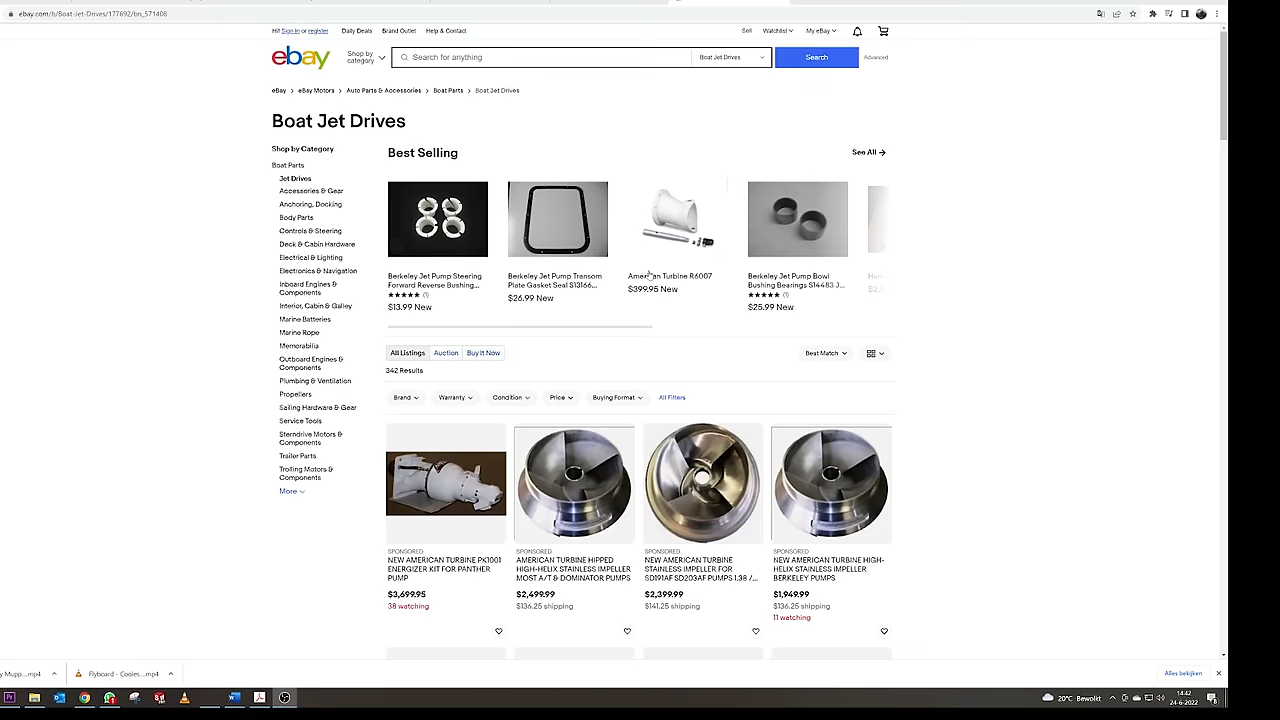 ebay.com/b/Boat-Jet-Drives/177692/bn_571408
Hi! Sign in or register Daily Deals Brand Outlet Help & Contact Sell Watchlist My eBay
ebay Shop by category Search for anything Boat Jet Drives Search Advanced
eBay > eBay Motors > Auto Parts & Accessories > Boat Parts > Boat Jet Drives
Boat Jet Drives
Shop by Category
Boat Parts
Jet Drives
Accessories & Gear
Anchoring, Docking
Body Parts
Controls & Steering
Deck & Cabin Hardware
Electrical & Lighting
Electronics & Navigation
Inboard Engines &
Components
Interior, Cabin & Galley
Marine Batteries
Marine Rope
Memorabilia
Outboard Engines &
Components
Plumbing & Ventilation
Propellers
Sailing Hardware & Gear
Service Tools
Sterndrive Motors &
Components
Trailer Parts
Trolling Motors &
Components
More
Best Selling
See All →
Berkeley Jet Pump Steering
Forward Reverse Bushing...
★★★★★ (1)
$13.99 New
Berkeley Jet Pump Transom
Plate Gasket Seal S13166...
$26.99 New
American Turbine R6007
$399.95 New
Berkeley Jet Pump Bowl
Bushing Bearings S14483 J...
★★★★★ (1)
$25.99 New
All Listings Auction Buy It Now
Best Match
342 Results
Brand Warranty Condition Price Buying Format All Filters
SPONSORED
NEW AMERICAN TURBINE PK1001
ENERGIZER KIT FOR PANTHER
PUMP
$3,699.95
38 watching
SPONSORED
AMERICAN TURBINE HIPPED
HIGH-HELIX STAINLESS IMPELLER
MOST A/T & DOMINATOR PUMPS
$2,499.99
$136.25 shipping
SPONSORED
NEW AMERICAN TURBINE
STAINLESS IMPELLER FOR
SD191AF SD203AF PUMPS 1.38 /...
$2,399.99
$141.25 shipping
SPONSORED
NEW AMERICAN TURBINE HIGH-
HELIX STAINLESS IMPELLER
BERKELEY PUMPS
$1,949.99
$136.25 shipping
11 watching
y Mupp....mp4 Flyboard - Cooles....mp4 Alles bekijken
20°C Bewolkt
14:42
24-6-2022